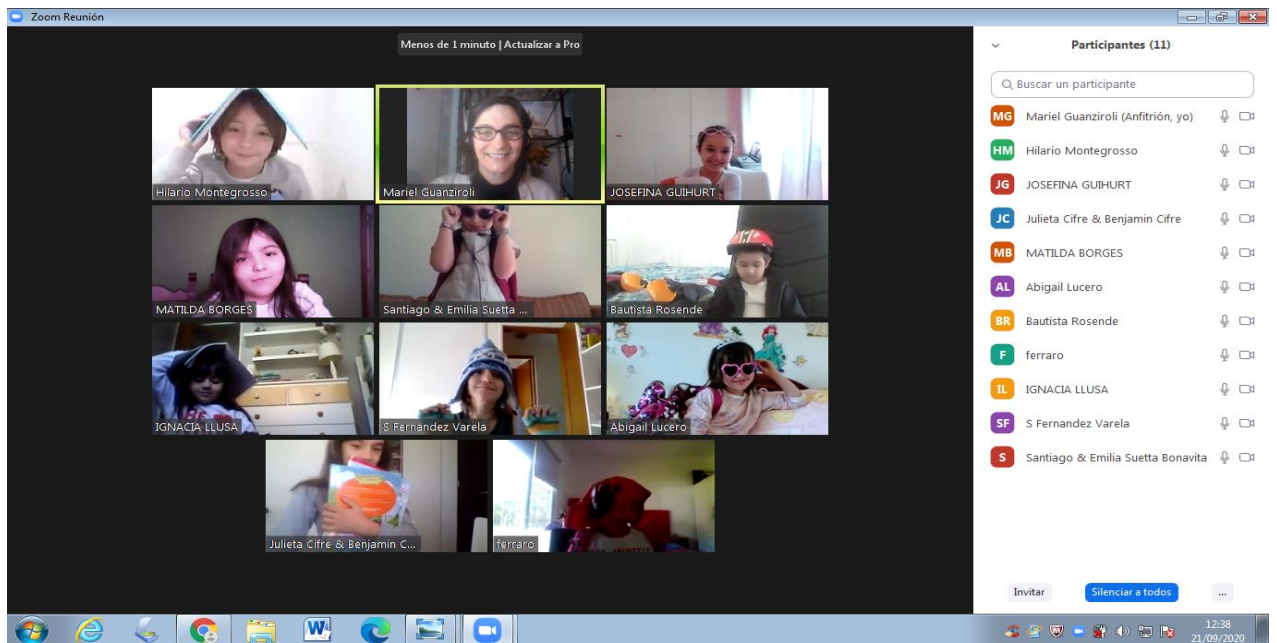 Zoom Reunión
Menos de 1 minuto | Actualizar a Pro
Hilario Montegrosso
Mariel Guanziroli
JOSEFINA GUIHURT
MATILDA BORGES
Santiago & Emilia Suetta ...
Bautista Rosende
IGNACIA LLUSA
S Fernandez Varela
Abigail Lucero
Julieta Cifre & Benjamin C...
ferraro
Participantes (11)
Buscar un participante
MG Mariel Guanziroli (Anfitrión, yo)
HM Hilario Montegrosso
JG JOSEFINA GUIHURT
JC Julieta Cifre & Benjamin Cifre
MB MATILDA BORGES
AL Abigail Lucero
BR Bautista Rosende
F ferraro
IL IGNACIA LLUSA
SF S Fernandez Varela
S Santiago & Emilia Suetta Bonavita
Invitar
Silenciar a todos
...
12:38
21/09/2020